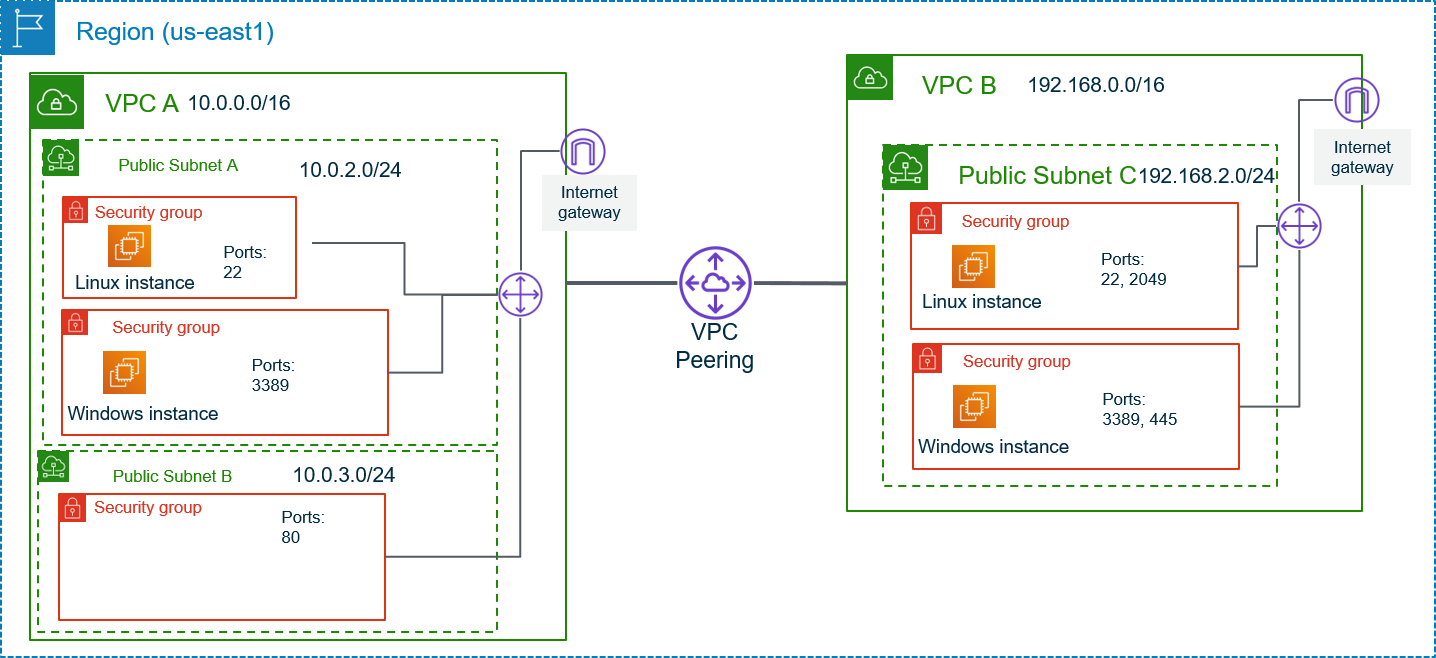 Region (us-east1)
VPC A 10.0.0.0/16
Public Subnet A
10.0.2.0/24
Security group
Ports:
22
Linux instance
Security group
Ports:
3389
Windows instance
Public Subnet B
10.0.3.0/24
Security group
Ports:
80
Internet
gateway
VPC
Peering
VPC B
192.168.0.0/16
Internet
gateway
Public Subnet C
192.168.2.0/24
Security group
Ports:
22, 2049
Linux instance
Security group
Ports:
3389, 445
Windows instance